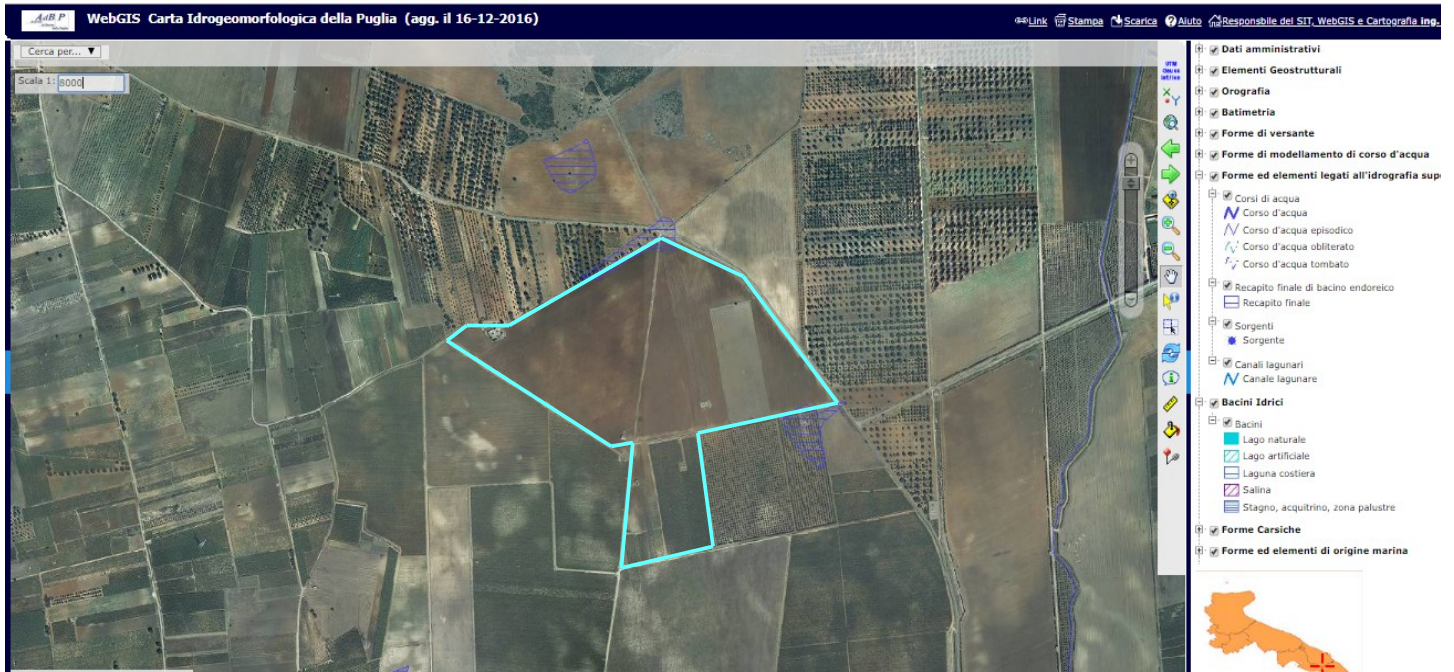 AdB P
WebGIS Carta Idrogeomorfologica della Puglia (agg. il 16-12-2016)
Link Stampa Scarica Aiuto Responsbile del SIT, WebGIS e Cartografia ing.
Cerca per... ▼
Scala 1: 8000
UTM
Dati amministrativi
Elementi Geostrutturali
Orografia
Batimetria
Forme di versante
Forme di modellamento di corso d'acqua
Forme ed elementi legati all'idrografia supe
Corsi di acqua
Corso d'acqua
Corso d'acqua episodico
Corso d'acqua obliterato
Corso d'acqua tombato
Recapito finale di bacino endoreico
Recapito finale
Sorgenti
Sorgente
Canali lagunari
Canale lagunare
Bacini Idrici
Bacini
Lago naturale
Lago artificiale
Laguna costiera
Salina
Stagno, acquitrino, zona palustre
Forme Carsiche
Forme ed elementi di origine marina